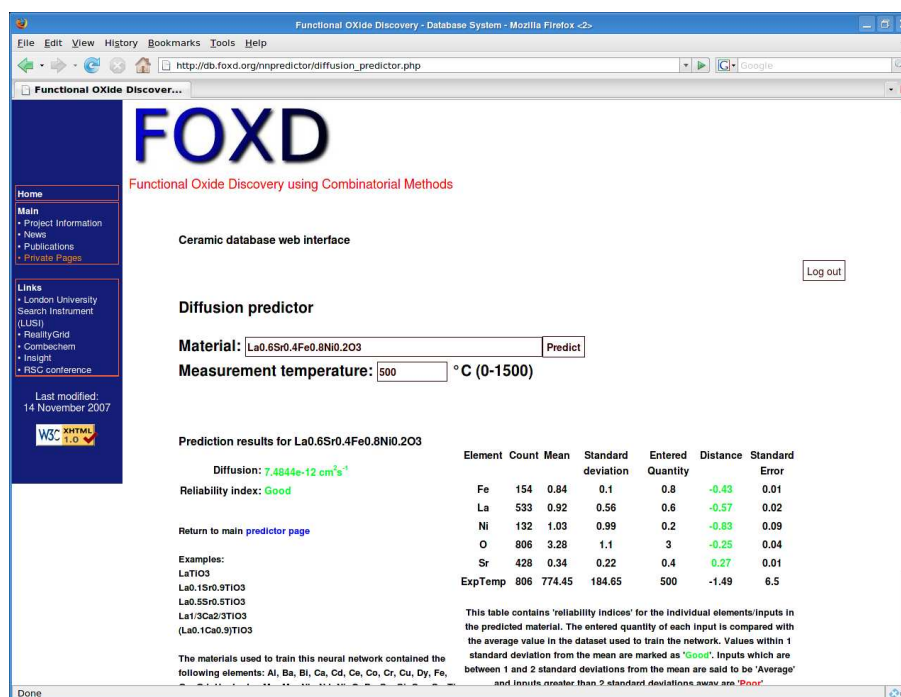 Functional OXide Discovery - Database System - Mozilla Firefox <2>
File Edit View History Bookmarks Tools Help
http://db.foxd.org/nnpredictor/diffusion_predictor.php
G Google
Functional OXide Discover...
FOXD
Functional Oxide Discovery using Combinatorial Methods
Home
Main
• Project Information
• News
• Publications
• Private Pages
Links
• London University
Search Instrument
(LUSI)
• RealityGrid
• Combechem
• Insight
• RSC conference
Last modified:
14 November 2007
W3C XHTML 1.0
Ceramic database web interface
Log out
Diffusion predictor
Material: La0.6Sr0.4Fe0.8Ni0.2O3 Predict
Measurement temperature: 500 °C (0-1500)
Prediction results for La0.6Sr0.4Fe0.8Ni0.2O3
Diffusion: 7.4844e-12 cm²s⁻¹
Reliability index: Good
Return to main predictor page
Examples:
LaTiO3
La0.1Sr0.9TiO3
La0.5Sr0.5TiO3
La1/3Ca2/3TiO3
(La0.1Ca0.9)TiO3
The materials used to train this neural network contained the
following elements: Al, Ba, Bi, Ca, Cd, Ce, Co, Cr, Cu, Dy, Fe,
Element Count Mean Standard deviation Entered Quantity Distance Standard Error
Fe 154 0.84 0.1 0.8 -0.43 0.01
La 533 0.92 0.56 0.6 -0.57 0.02
Ni 132 1.03 0.99 0.2 -0.83 0.09
O 806 3.28 1.1 3 -0.25 0.04
Sr 428 0.34 0.22 0.4 0.27 0.01
ExpTemp 806 774.45 184.65 500 -1.49 6.5
This table contains 'reliability indices' for the individual elements/inputs in
the predicted material. The entered quantity of each input is compared with
the average value in the dataset used to train the network. Values within 1
standard deviation from the mean are marked as 'Good'. Inputs which are
between 1 and 2 standard deviations from the mean are said to be 'Average'
and inputs greater than 2 standard deviations away are 'Poor'
Done